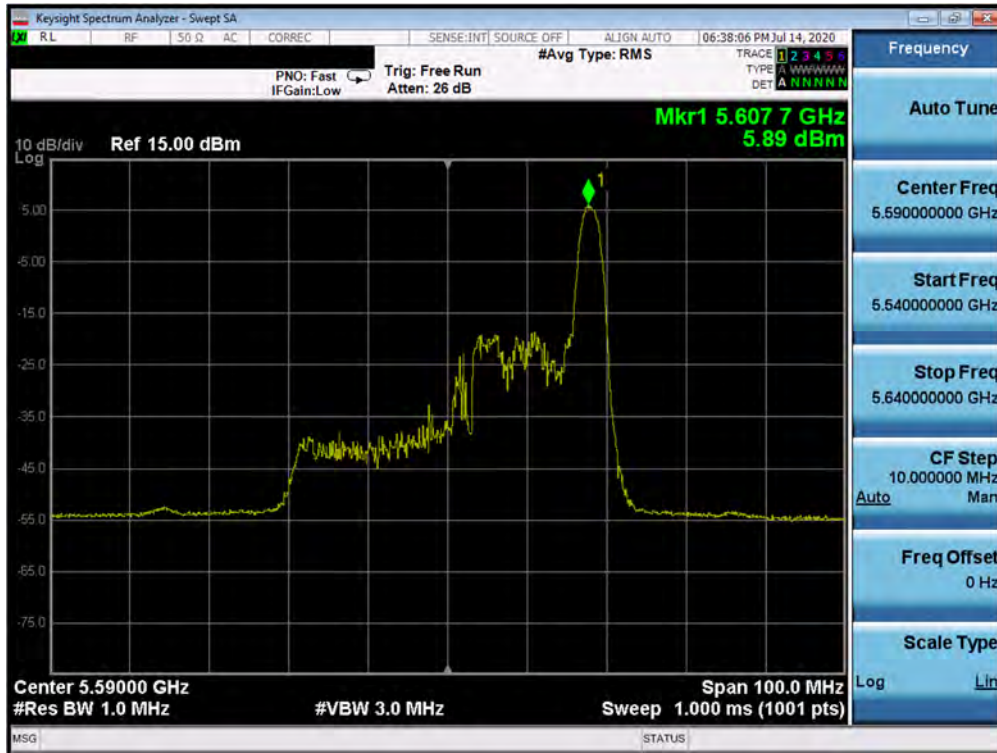 Keysight Spectrum Analyzer - Swept SA
LXI RL RF 50 Ω AC CORREC SENSE:INT SOURCE OFF ALIGN AUTO 06:38:06 PM Jul 14, 2020
PNO: Fast
IFGain:Low
Trig: Free Run
Atten: 26 dB
#Avg Type: RMS
TRACE 1 2 3 4 5 6
TYPE A WWWWW
DET A N N N N N
Mkr1 5.607 7 GHz
5.89 dBm
10 dB/div
Log
Ref 15.00 dBm
1
5.00
-5.00
-15.0
-25.0
-35.0
-45.0
-55.0
-65.0
-75.0
Center 5.59000 GHz
Span 100.0 MHz
#Res BW 1.0 MHz
#VBW 3.0 MHz
Sweep 1.000 ms (1001 pts)
MSG
STATUS
Frequency
Auto Tune
Center Freq
5.590000000 GHz
Start Freq
5.540000000 GHz
Stop Freq
5.640000000 GHz
CF Step
10.000000 MHz
Auto Man
Freq Offset
0 Hz
Scale Type
Log Lin